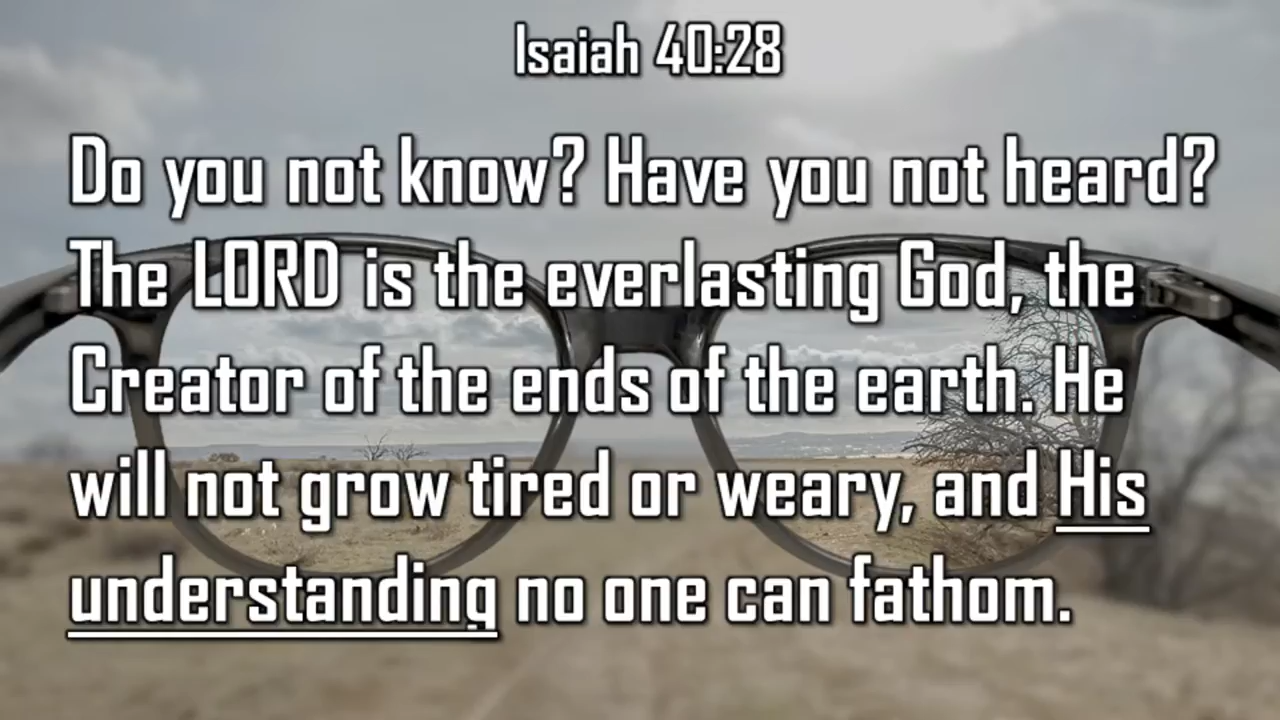 Isaiah 40:28
Do you not know? Have you not heard?
The LORD is the everlasting God, the
Creator of the ends of the earth. He
will not grow tired or weary, and His
understanding no one can fathom.